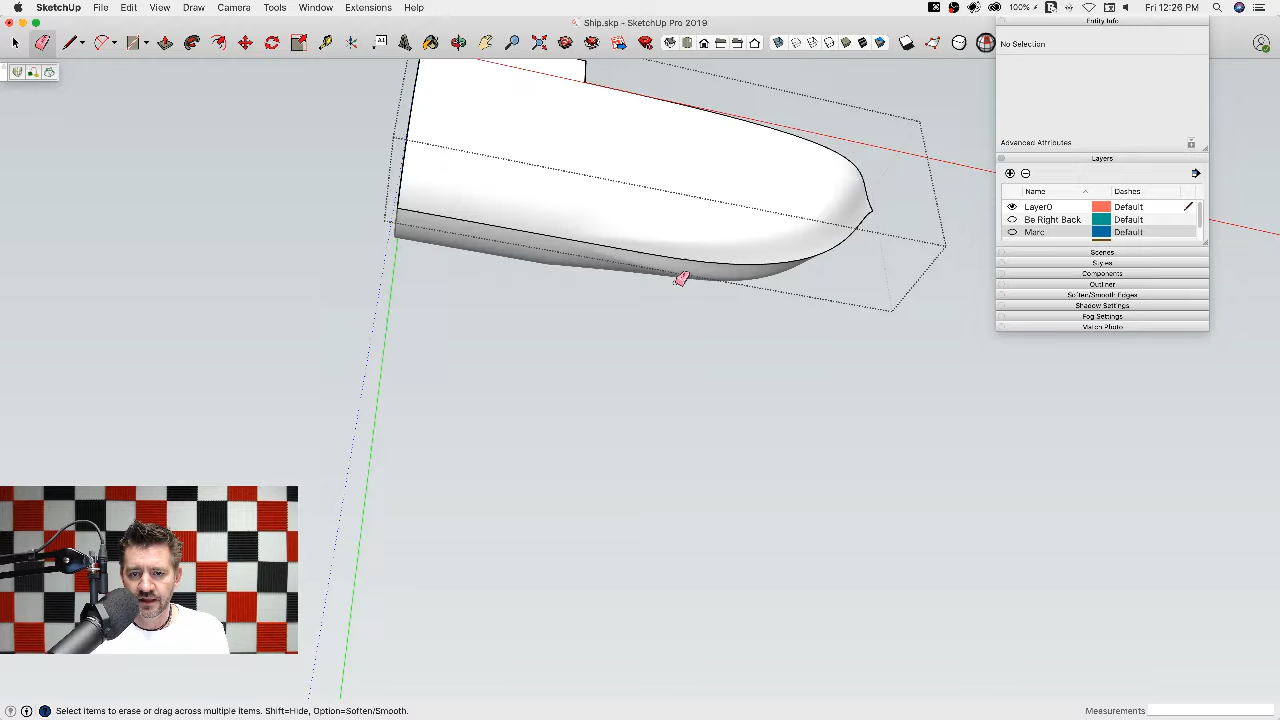 SketchUp File Edit View Draw Camera Tools Window Extensions Help 100% Fri 12:26 PM
Ship.skp - SketchUp Pro 2019
Entity Info
No Selection
Advanced Attributes
Layers
Name Dashes
Layer0 Default
Be Right Back Default
Marc Default
Scenes
Styles
Components
Outliner
Soften/Smooth Edges
Shadow Settings
Fog Settings
Match Photo
Select items to erase or drag across multiple items. Shift=Hide, Option=Soften/Smooth.
Measurements